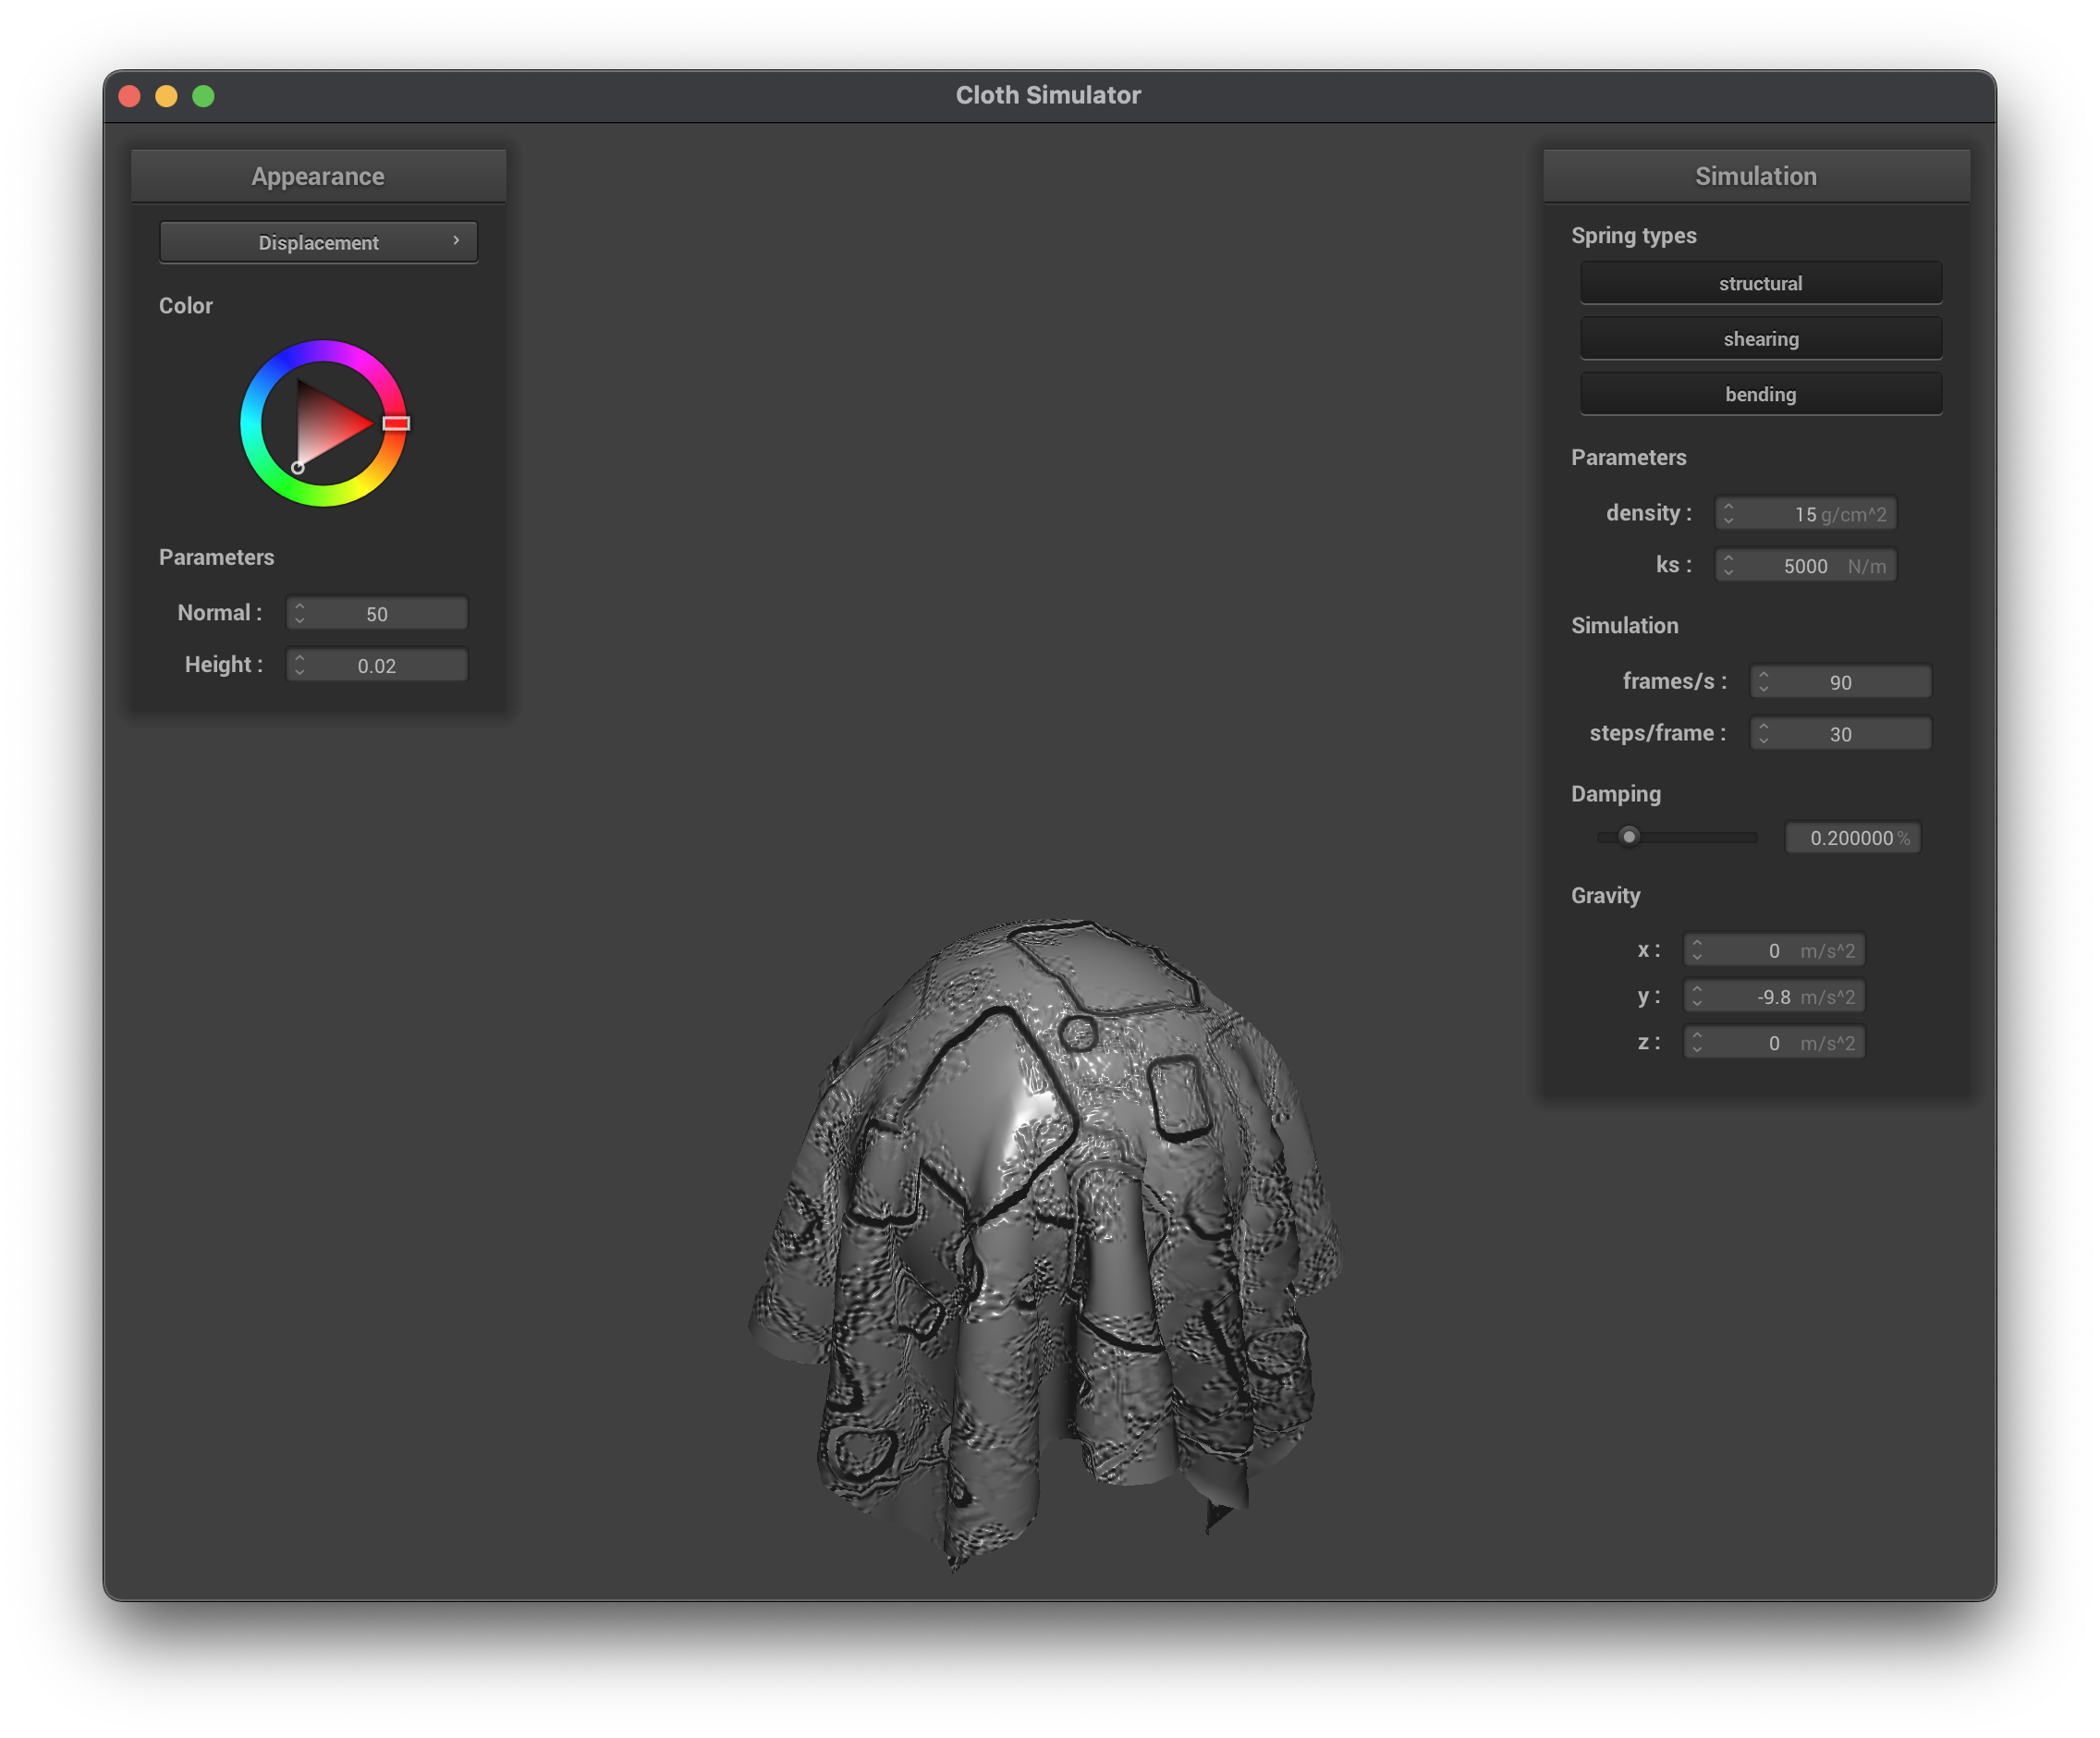 Cloth Simulator
Appearance
Displacement
Color
Parameters
Normal : 50
Height : 0.02
Simulation
Spring types
structural
shearing
bending
Parameters
density : 15 g/cm^2
ks : 5000 N/m
Simulation
frames/s : 90
steps/frame : 30
Damping
0.200000 %
Gravity
x : 0 m/s^2
y : -9.8 m/s^2
z : 0 m/s^2